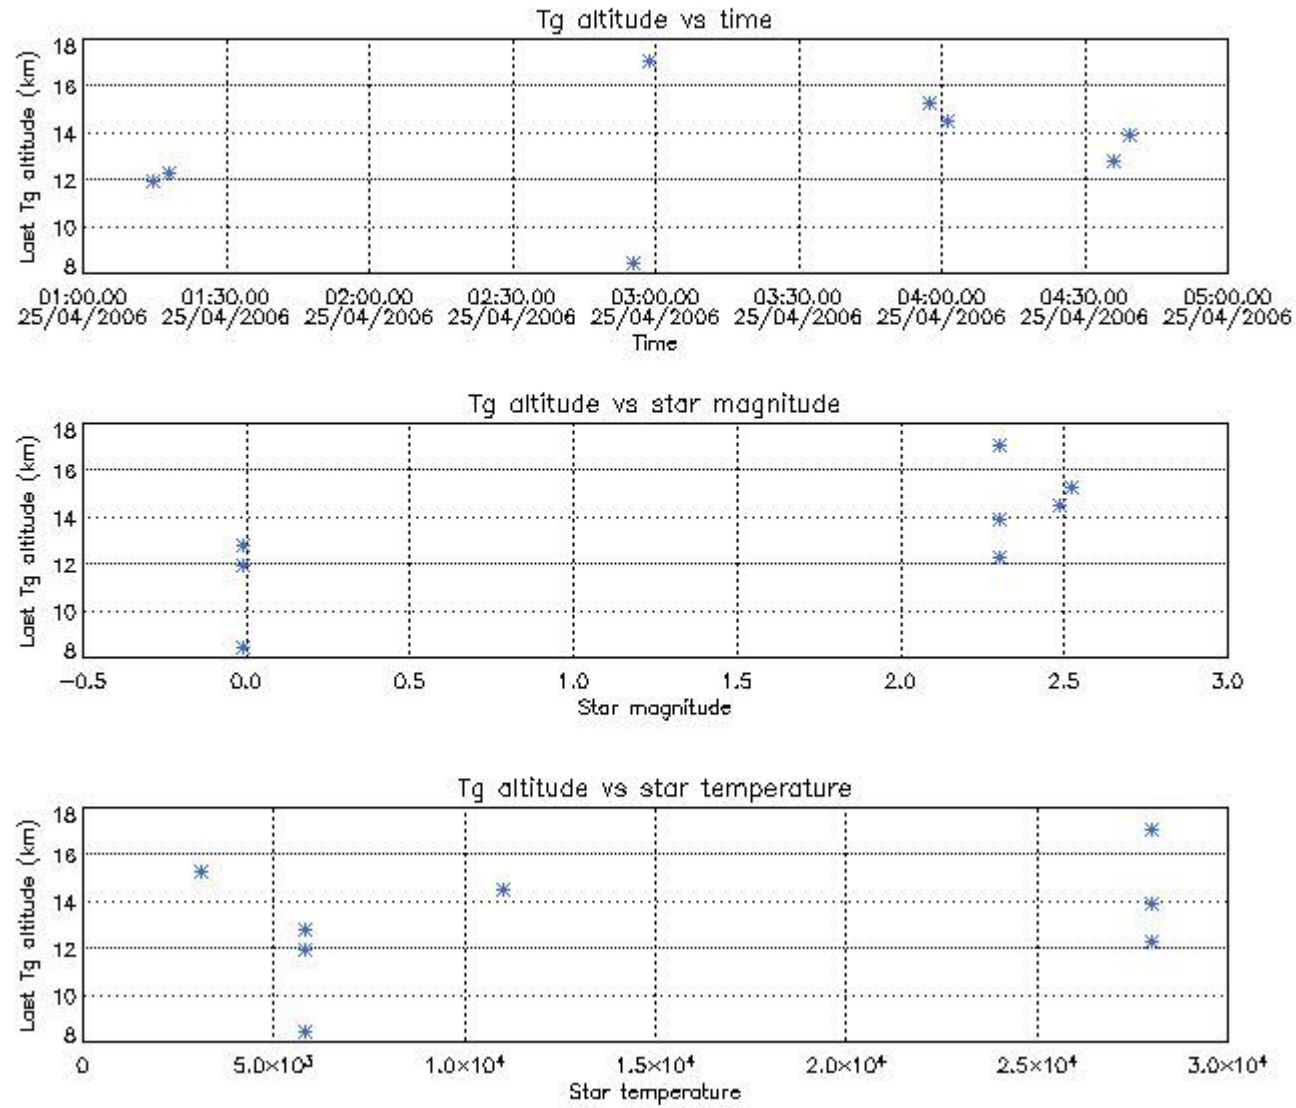 Tg altitude vs time
Last Tg altitude (km)
18
16
14
12
10
8
01:00.00 01:30.00 02:00.00 02:30.00 03:00.00 03:30.00 04:00.00 04:30.00 05:00.00
25/04/2006 25/04/2006 25/04/2006 25/04/2006 25/04/2006 25/04/2006 25/04/2006 25/04/2006 25/04/2006
Time
Tg altitude vs star magnitude
Last Tg altitude (km)
18
16
14
12
10
8
−0.5 0.0 0.5 1.0 1.5 2.0 2.5 3.0
Star magnitude
Tg altitude vs star temperature
Last Tg altitude (km)
18
16
14
12
10
8
0 5.0×10³ 1.0×10⁴ 1.5×10⁴ 2.0×10⁴ 2.5×10⁴ 3.0×10⁴
Star temperature